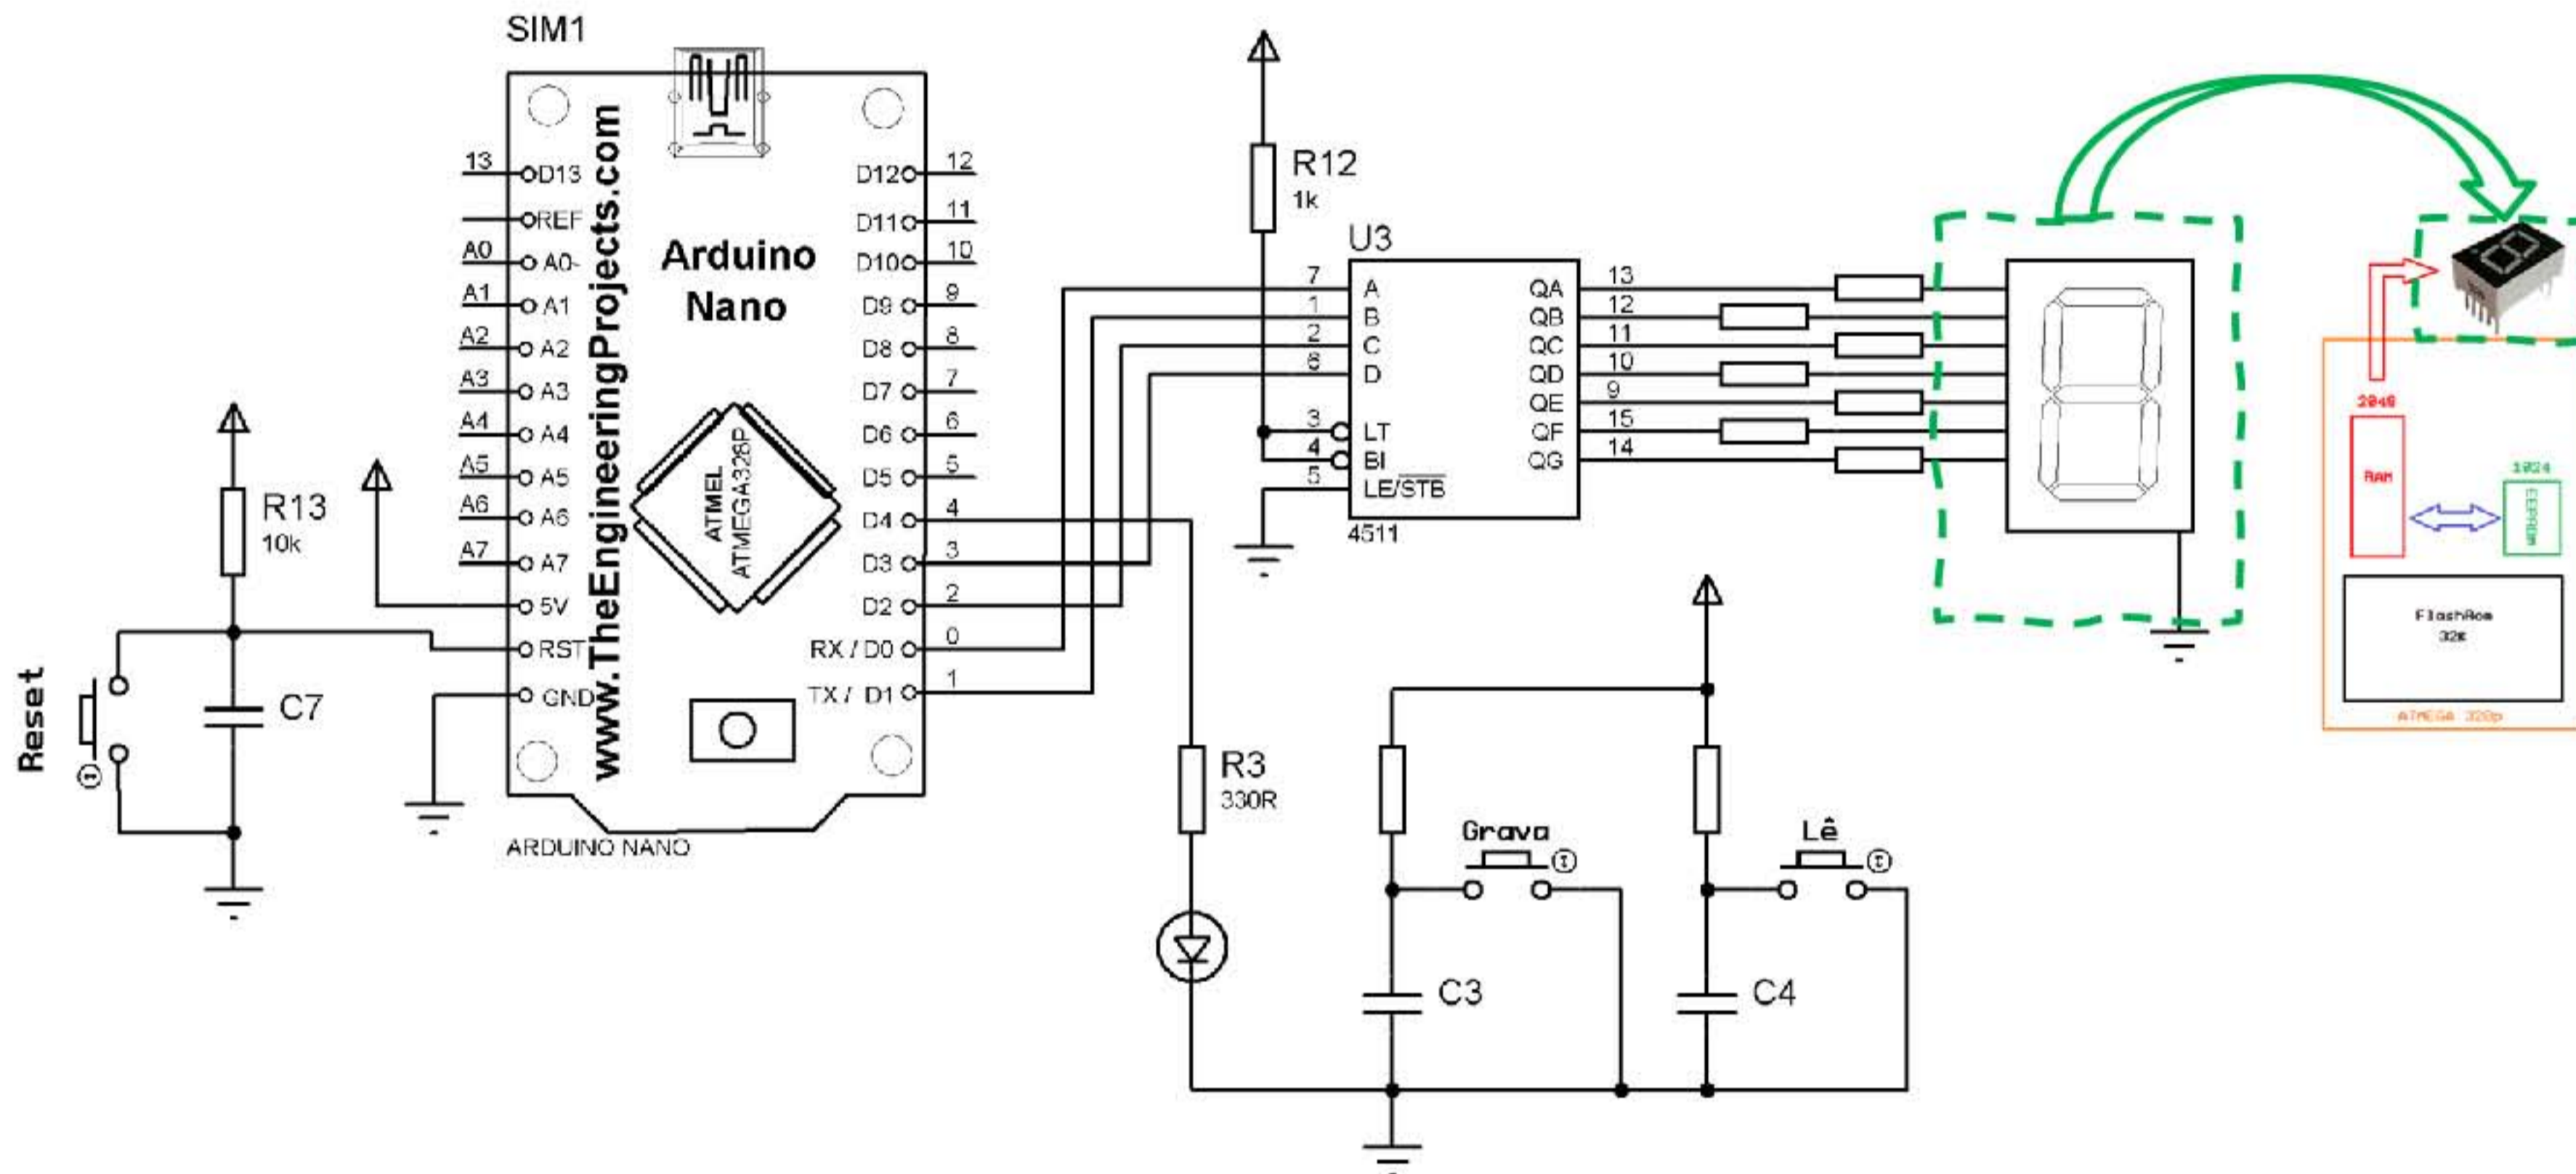 SIM1
www.TheEngineeringProjects.com
Arduino
Nano
ATMEL
ATMEGA328P
13
D13
REF
A0
A0
A1
A1
A2
A2
A3
A3
A4
A4
A5
A5
A6
A6
A7
A7
5V
RST
GND
D12
12
D11
11
D10
10
D9
9
D8
8
D7
7
D6
6
D5
5
D4
4
D3
3
D2
2
RX / D0
0
TX / D1
1
ARDUINO NANO
Reset
R13
10k
C7
R12
1k
U3
7
A
1
B
2
C
6
D
3
LT
4
BI
5
LE/STB
QA
13
QB
12
QC
11
QD
10
QE
9
QF
15
QG
14
4511
R3
330R
Grava
C3
Lê
C4
2048
RAM
1024
EEPROM
FlashRom
32K
ATMEGA 328p